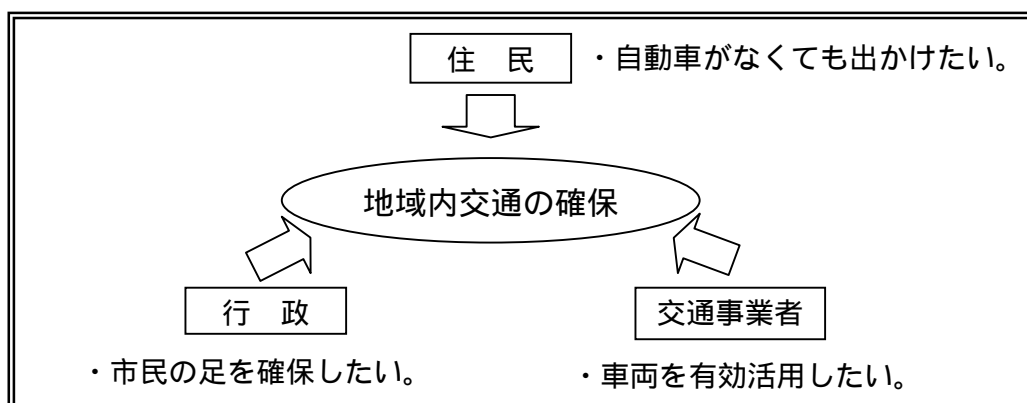 住　民
・自動車がなくても出かけたい。
地域内交通の確保
行　政
交通事業者
・市民の足を確保したい。
・車両を有効活用したい。